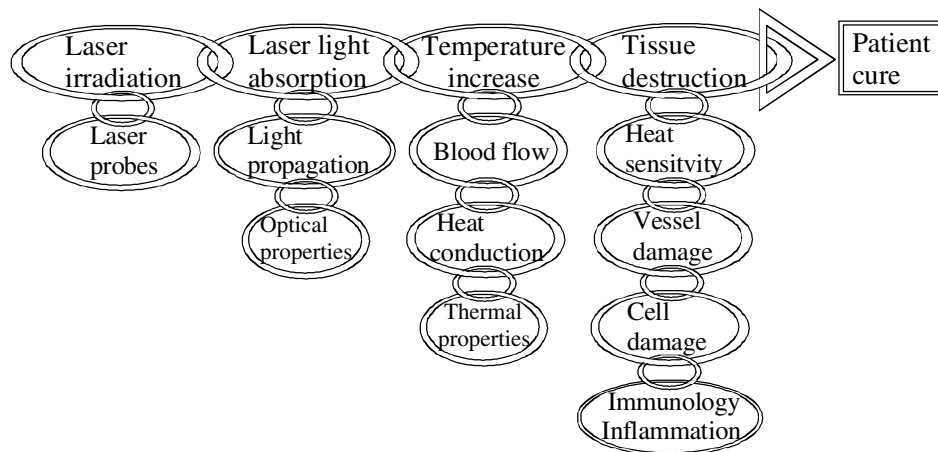 Laser
irradiation
Laser light
absorption
Temperature
increase
Tissue
destruction
Patient
cure
Laser
probes
Light
propagation
Blood flow
Heat
sensitvity
Optical
properties
Heat
conduction
Vessel
damage
Thermal
properties
Cell
damage
Immunology
Inflammation